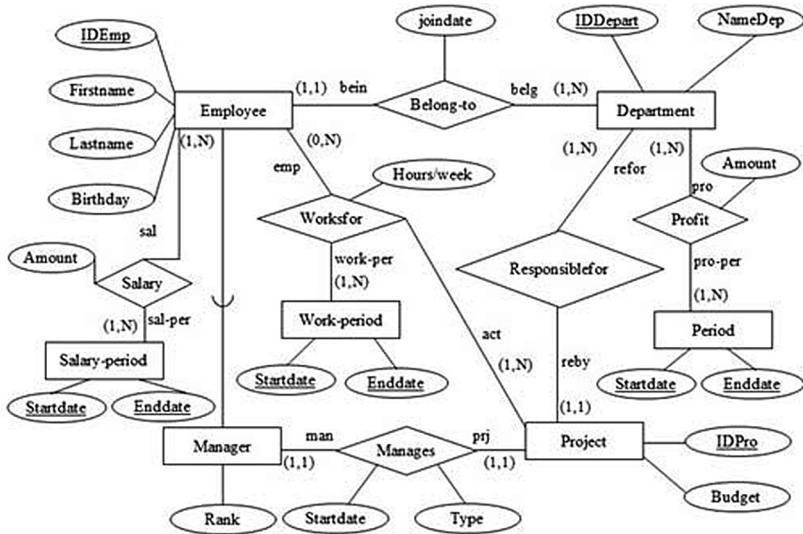 joindate
IDEmp
IDDepart
NameDep
Firstname
(1,1)
bein
belg
(1,N)
Employee
Belong-to
Department
Lastname
(1,N)
(0,N)
(1,N)
(1,N)
refor
Amount
emp
Hours/week
pro
Birthday
Worksfor
Profit
sal
Amount
work-per
pro-per
Salary
Responsiblefor
(1,N)
(1,N)
(1,N)
sal-per
Work-period
act
Period
Salary-period
(1,N)
reby
Startdate
Enddate
Startdate
Enddate
Startdate
Enddate
(1,1)
man
prj
Manager
Manages
Project
IDPro
(1,1)
(1,1)
Budget
Rank
Startdate
Type